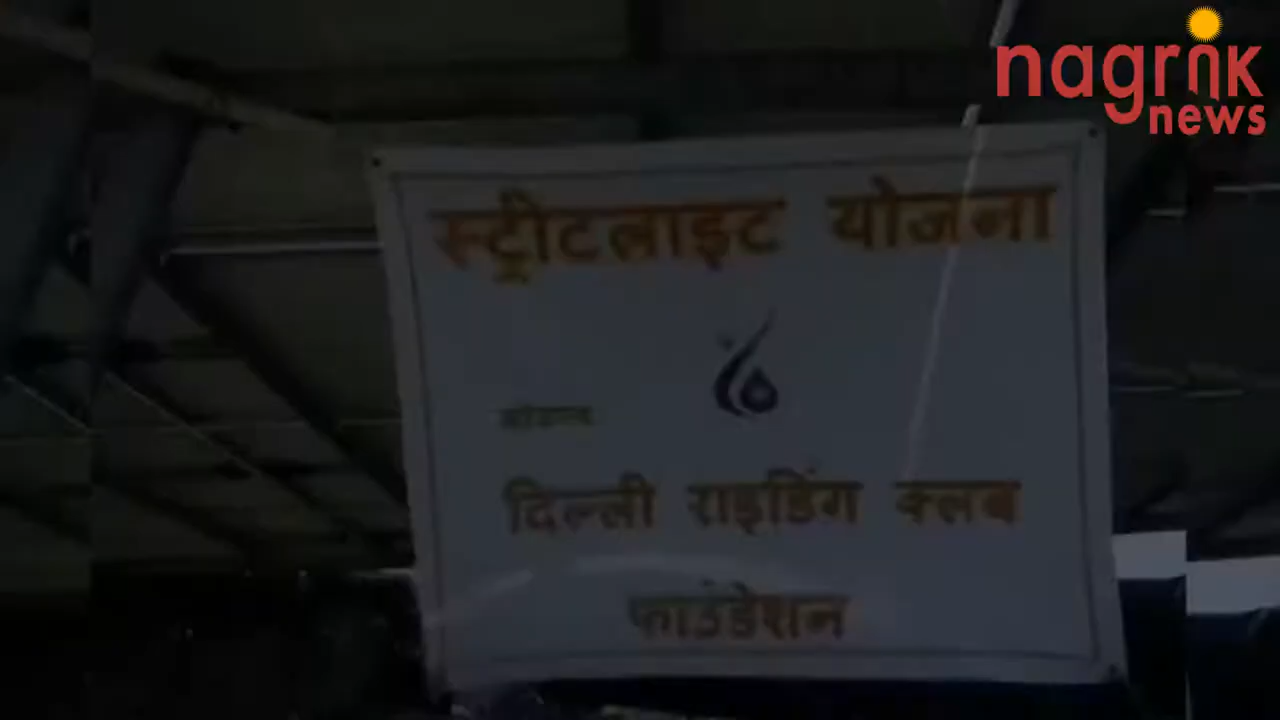 nagrik
news
स्ट्रीटलाइट योजना
दिल्ली राइडिंग क्लब
फाउंडेशन